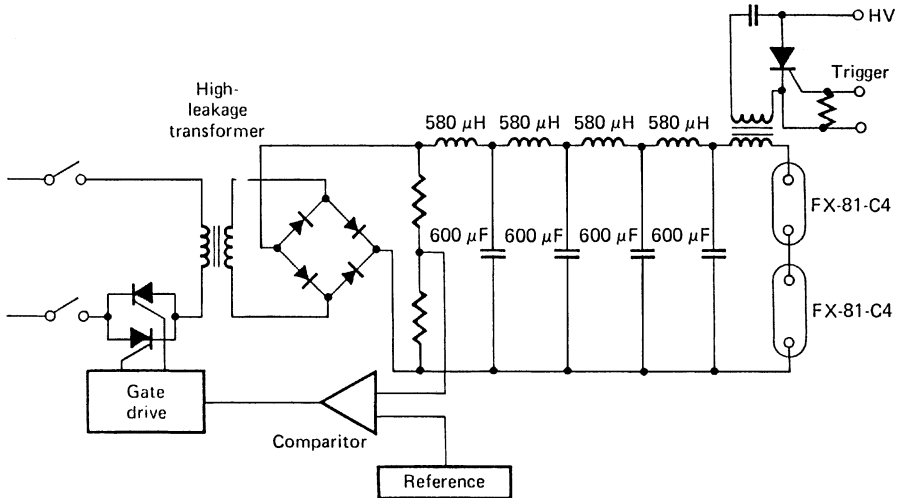 HV
Trigger
High-
leakage
transformer
580 μH 580 μH 580 μH 580 μH
FX-81-C4
600 μF 600 μF 600 μF 600 μF
FX-81-C4
Gate
drive
Comparitor
Reference